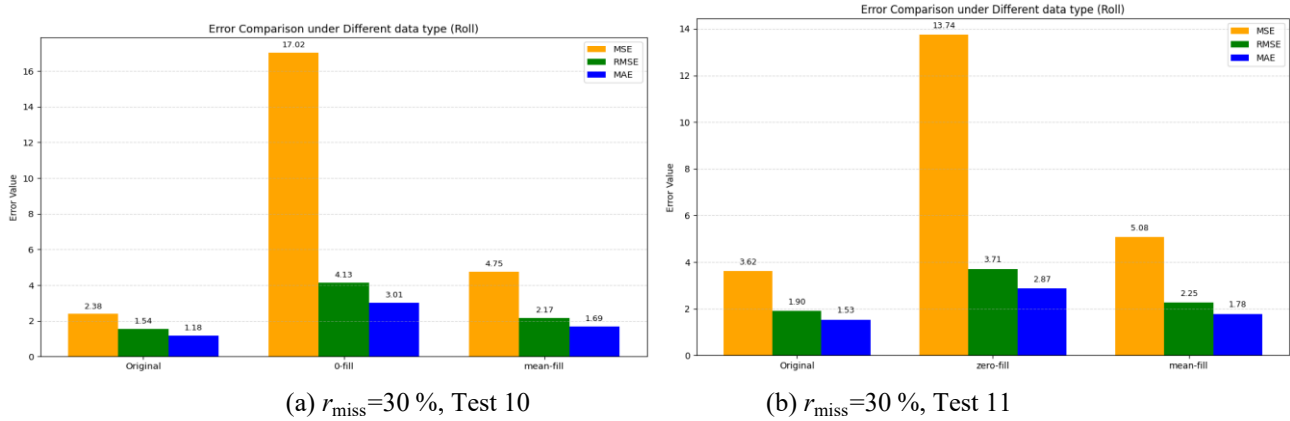 Error Comparison under Different data type (Roll)
17.02
MSE
RMSE
MAE
16
14
12
10
8
6
4
2
0
Error Value
2.38
1.54
1.18
4.13
3.01
4.75
2.17
1.69
Original
0-fill
mean-fill
(a) r_miss=30 %, Test 10
Error Comparison under Different data type (Roll)
13.74
MSE
RMSE
MAE
14
12
10
8
6
4
2
0
Error Value
3.62
1.90
1.53
3.71
2.87
5.08
2.25
1.78
Original
zero-fill
mean-fill
(b) r_miss=30 %, Test 11